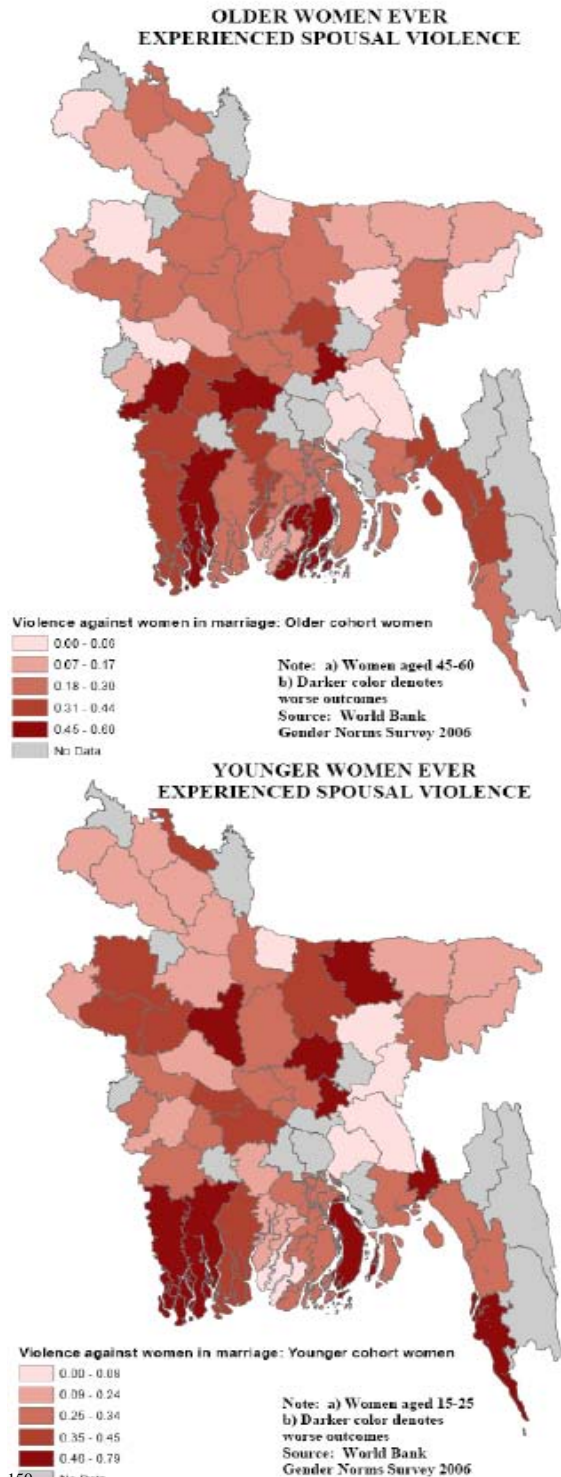 OLDER WOMEN EVER
EXPERIENCED SPOUSAL VIOLENCE
Violence against women in marriage: Older cohort women
0.00 - 0.06
0.07 - 0.17
0.18 - 0.30
0.31 - 0.44
0.45 - 0.60
No Data
Note: a) Women aged 45-60
b) Darker color denotes
worse outcomes
Source: World Bank
Gender Norms Survey 2006
YOUNGER WOMEN EVER
EXPERIENCED SPOUSAL VIOLENCE
Violence against women in marriage: Younger cohort women
0.09 - 0.24
0.25 - 0.34
0.35 - 0.45
0.46 - 0.79
No Data
Note: a) Women aged 15-25
b) Darker color denotes
worse outcomes
Source: World Bank
Gender Norms Survey 2006